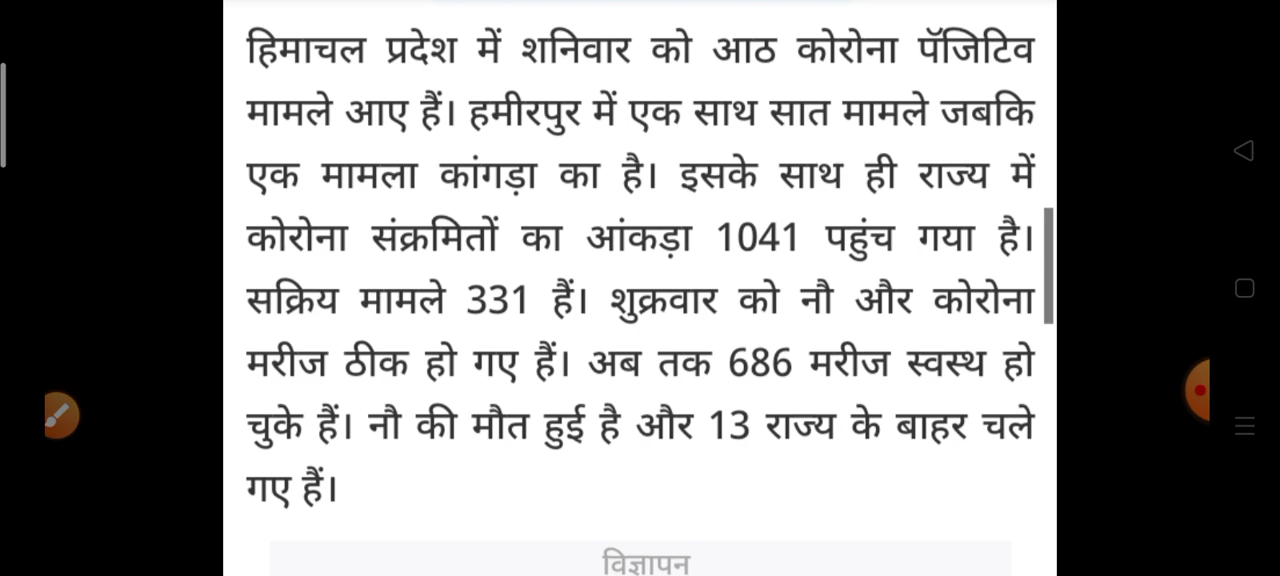 हिमाचल प्रदेश में शनिवार को आठ कोरोना पॅजिटिव
मामले आए हैं। हमीरपुर में एक साथ सात मामले जबकि
एक मामला कांगड़ा का है। इसके साथ ही राज्य में
कोरोना संक्रमितों का आंकड़ा 1041 पहुंच गया है।
सक्रिय मामले 331 हैं। शुक्रवार को नौ और कोरोना
मरीज ठीक हो गए हैं। अब तक 686 मरीज स्वस्थ हो
चुके हैं। नौ की मौत हुई है और 13 राज्य के बाहर चले
गए हैं।
विज्ञापन